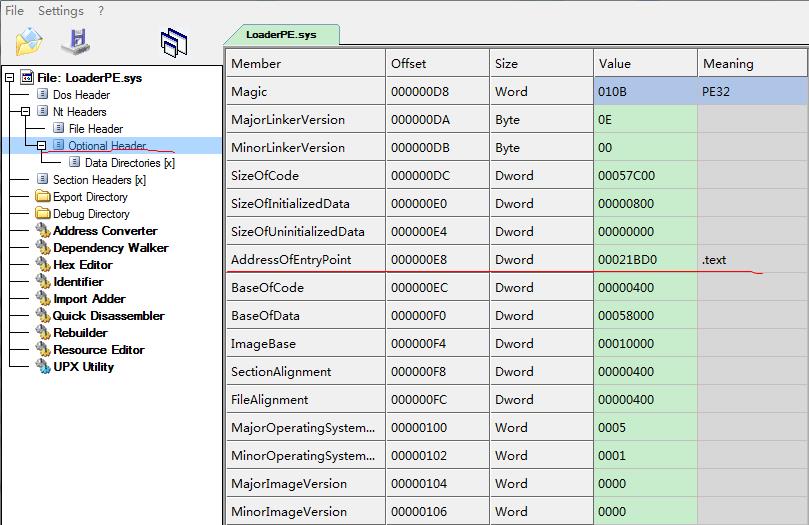 File Settings ?
LoaderPE.sys
File: LoaderPE.sys
Dos Header
Nt Headers
File Header
Optional Header
Data Directories [x]
Section Headers [x]
Export Directory
Debug Directory
Address Converter
Dependency Walker
Hex Editor
Identifier
Import Adder
Quick Disassembler
Rebuilder
Resource Editor
UPX Utility
Member Offset Size Value Meaning
Magic 000000D8 Word 010B PE32
MajorLinkerVersion 000000DA Byte 0E
MinorLinkerVersion 000000DB Byte 00
SizeOfCode 000000DC Dword 00057C00
SizeOfInitializedData 000000E0 Dword 00000800
SizeOfUninitializedData 000000E4 Dword 00000000
AddressOfEntryPoint 000000E8 Dword 00021BD0 .text
BaseOfCode 000000EC Dword 00000400
BaseOfData 000000F0 Dword 00058000
ImageBase 000000F4 Dword 00010000
SectionAlignment 000000F8 Dword 00000400
FileAlignment 000000FC Dword 00000400
MajorOperatingSystem... 00000100 Word 0005
MinorOperatingSystem... 00000102 Word 0001
MajorImageVersion 00000104 Word 0000
MinorImageVersion 00000106 Word 0000